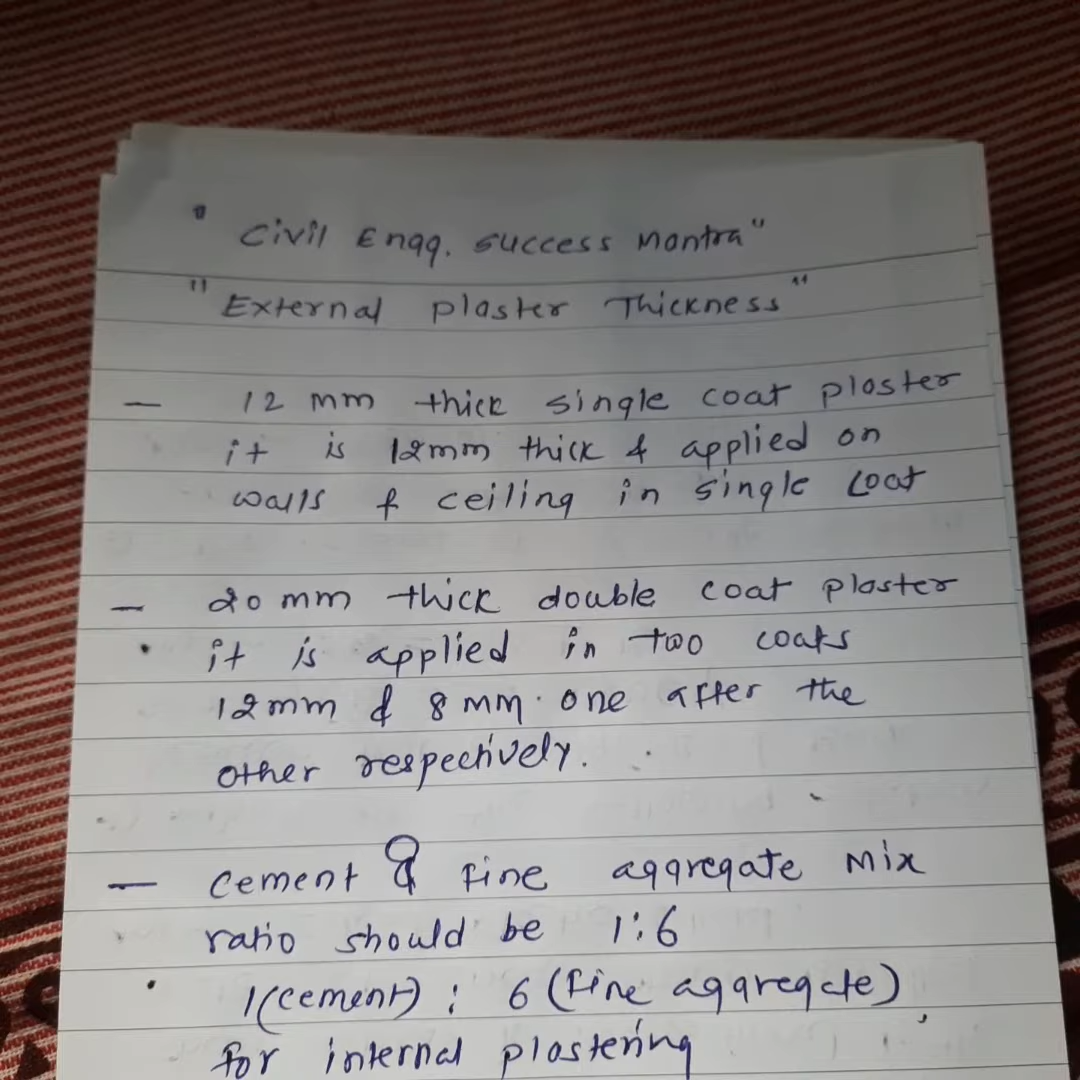 " Civil Engg. success Mantra"
"External plaster Thickness"
— 12 mm thick single coat plaster
it is 12mm thick & applied on
walls & ceiling in single coat
— 20 mm thick double coat plaster
• it is applied in two coats
12mm & 8 mm. one after the
other respectively.
— cement & fine aggregate mix
ratio should be 1:6
• 1(cement) : 6 (fine aggregate)
for internal plastering